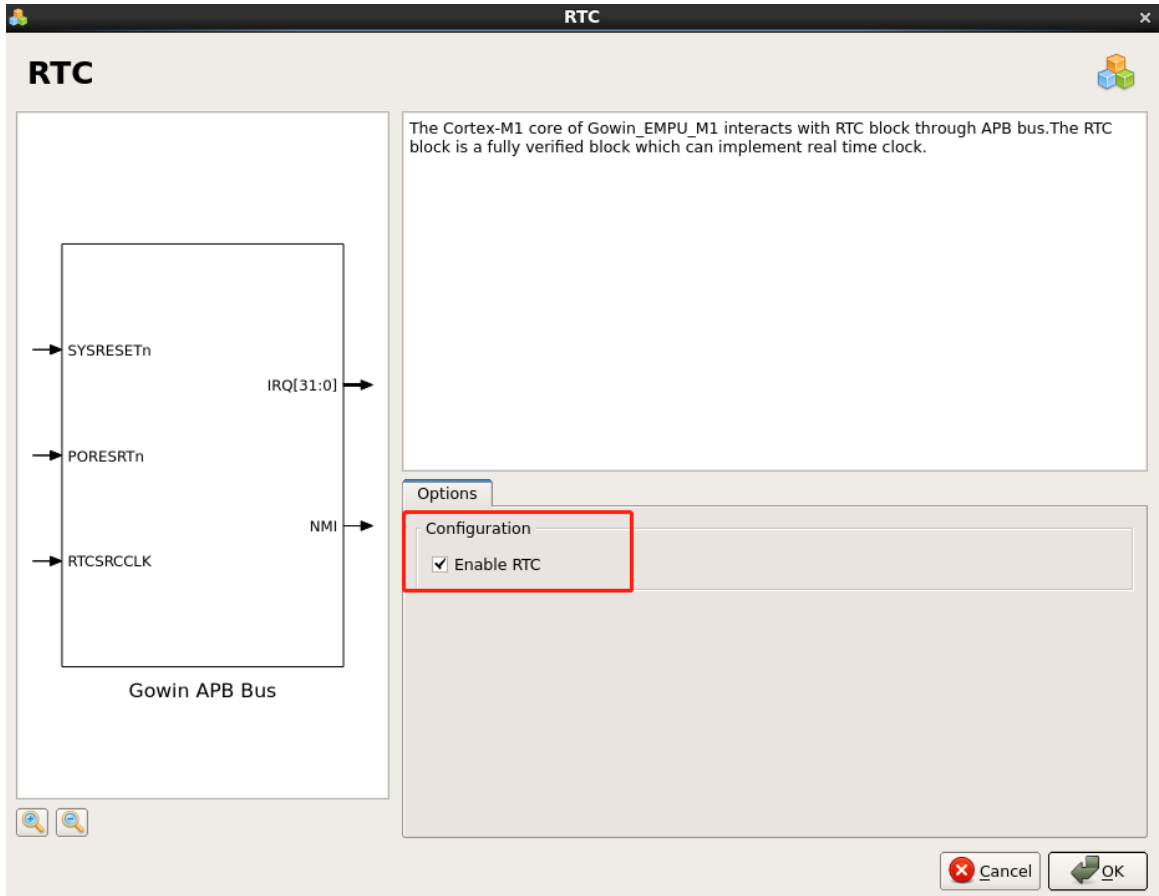 RTC
RTC
The Cortex-M1 core of Gowin_EMPU_M1 interacts with RTC block through APB bus.The RTC
block is a fully verified block which can implement real time clock.
SYSRESETn
IRQ[31:0]
PORESRTn
NMI
RTCSRCCLK
Gowin APB Bus
Options
Configuration
Enable RTC
Cancel
OK